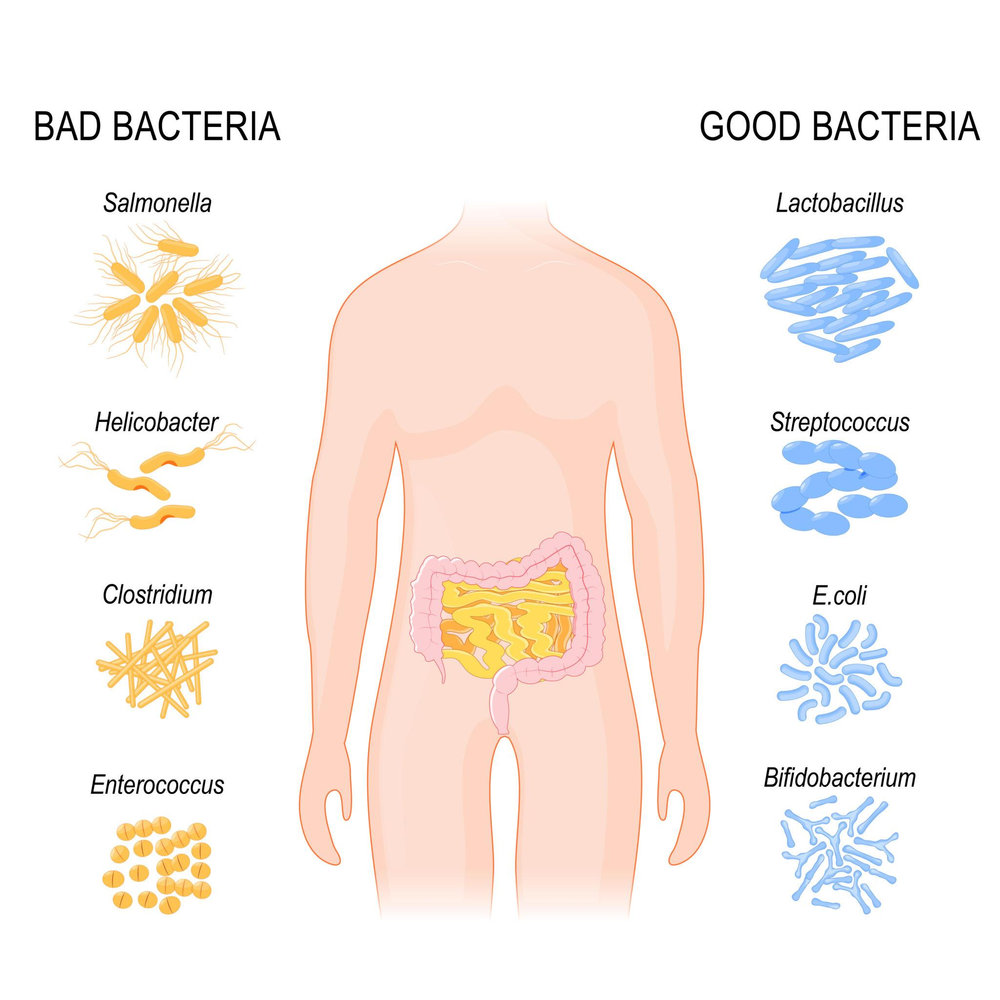 BAD BACTERIA
Salmonella
Helicobacter
Clostridium
Enterococcus
GOOD BACTERIA
Lactobacillus
Streptococcus
E.coli
Bifidobacterium